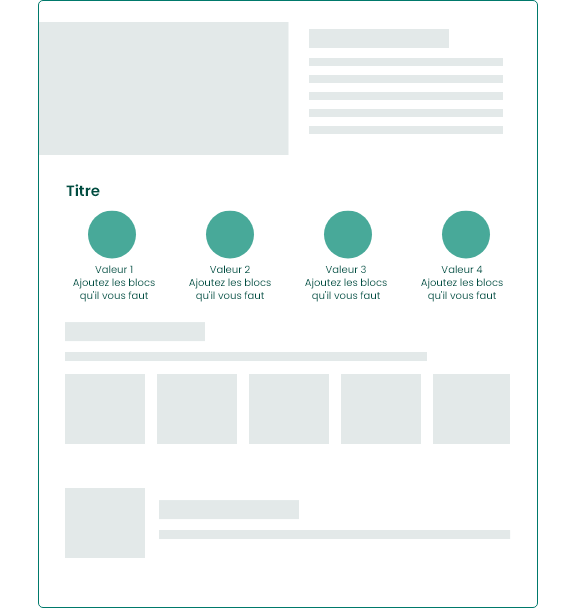 Titre
Valeur 1
Ajoutez les blocs
qu'il vous faut
Valeur 2
Ajoutez les blocs
qu'il vous faut
Valeur 3
Ajoutez les blocs
qu'il vous faut
Valeur 4
Ajoutez les blocs
qu'il vous faut